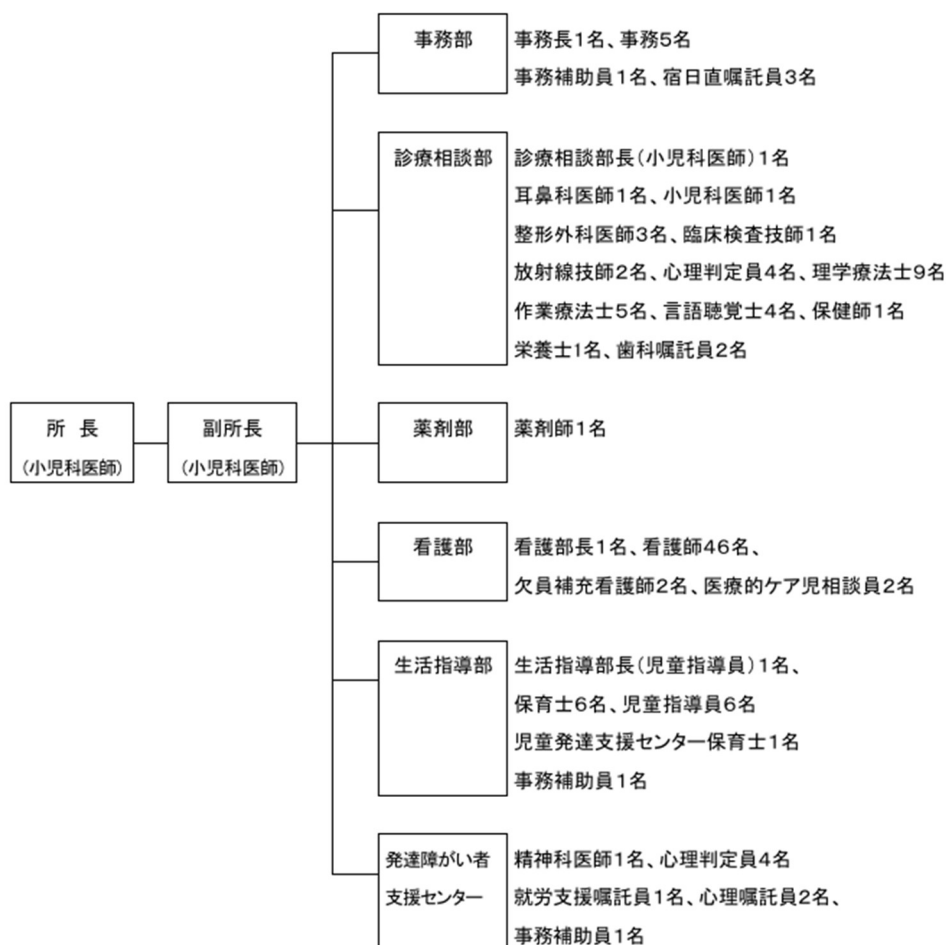 事務部
事務長1名、事務5名
事務補助員1名、宿日直嘱託員3名
診療相談部
診療相談部長(小児科医師)1名
耳鼻科医師1名、小児科医師1名
整形外科医師3名、臨床検査技師1名
放射線技師2名、心理判定員4名、理学療法士9名
作業療法士5名、言語聴覚士4名、保健師1名
栄養士1名、歯科嘱託員2名
所 長
(小児科医師)
副所長
(小児科医師)
薬剤部
薬剤師1名
看護部
看護部長1名、看護師46名、
欠員補充看護師2名、医療的ケア児相談員2名
生活指導部
生活指導部長(児童指導員)1名、
保育士6名、児童指導員6名
児童発達支援センター保育士1名
事務補助員1名
発達障がい者
支援センター
精神科医師1名、心理判定員4名
就労支援嘱託員1名、心理嘱託員2名、
事務補助員1名